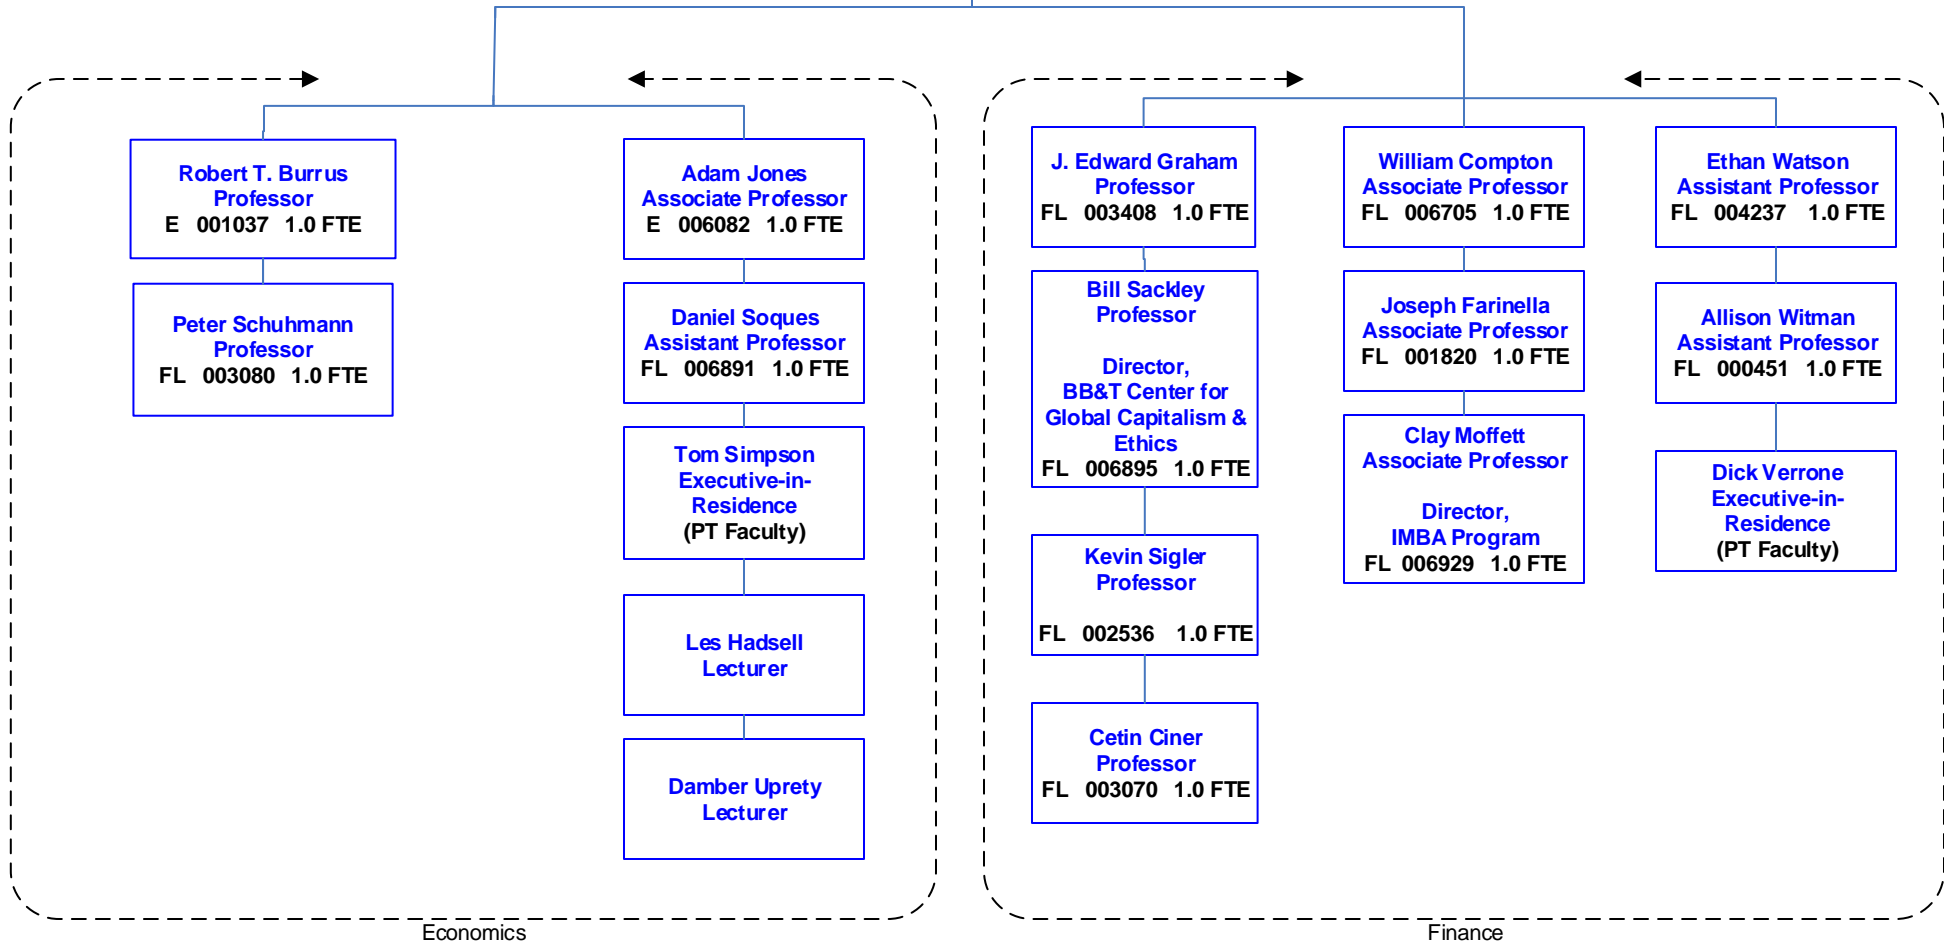 Robert T. Burrus
Professor
E 001037 1.0 FTE
Peter Schuhmann
Professor
FL 003080 1.0 FTE
Adam Jones
Associate Professor
E 006082 1.0 FTE
Daniel Soques
Assistant Professor
FL 006891 1.0 FTE
Tom Simpson
Executive-in-
Residence
(PT Faculty)
Les Hadsell
Lecturer
Damber Uprety
Lecturer
Economics
J. Edward Graham
Professor
FL 003408 1.0 FTE
Bill Sackley
Professor
Director,
BB&T Center for
Global Capitalism &
Ethics
FL 006895 1.0 FTE
Kevin Sigler
Professor
FL 002536 1.0 FTE
Cetin Ciner
Professor
FL 003070 1.0 FTE
William Compton
Associate Professor
FL 006705 1.0 FTE
Joseph Farinella
Associate Professor
FL 001820 1.0 FTE
Clay Moffett
Associate Professor
Director,
IMBA Program
FL 006929 1.0 FTE
Ethan Watson
Assistant Professor
FL 004237 1.0 FTE
Allison Witman
Assistant Professor
FL 000451 1.0 FTE
Dick Verrone
Executive-in-
Residence
(PT Faculty)
Finance